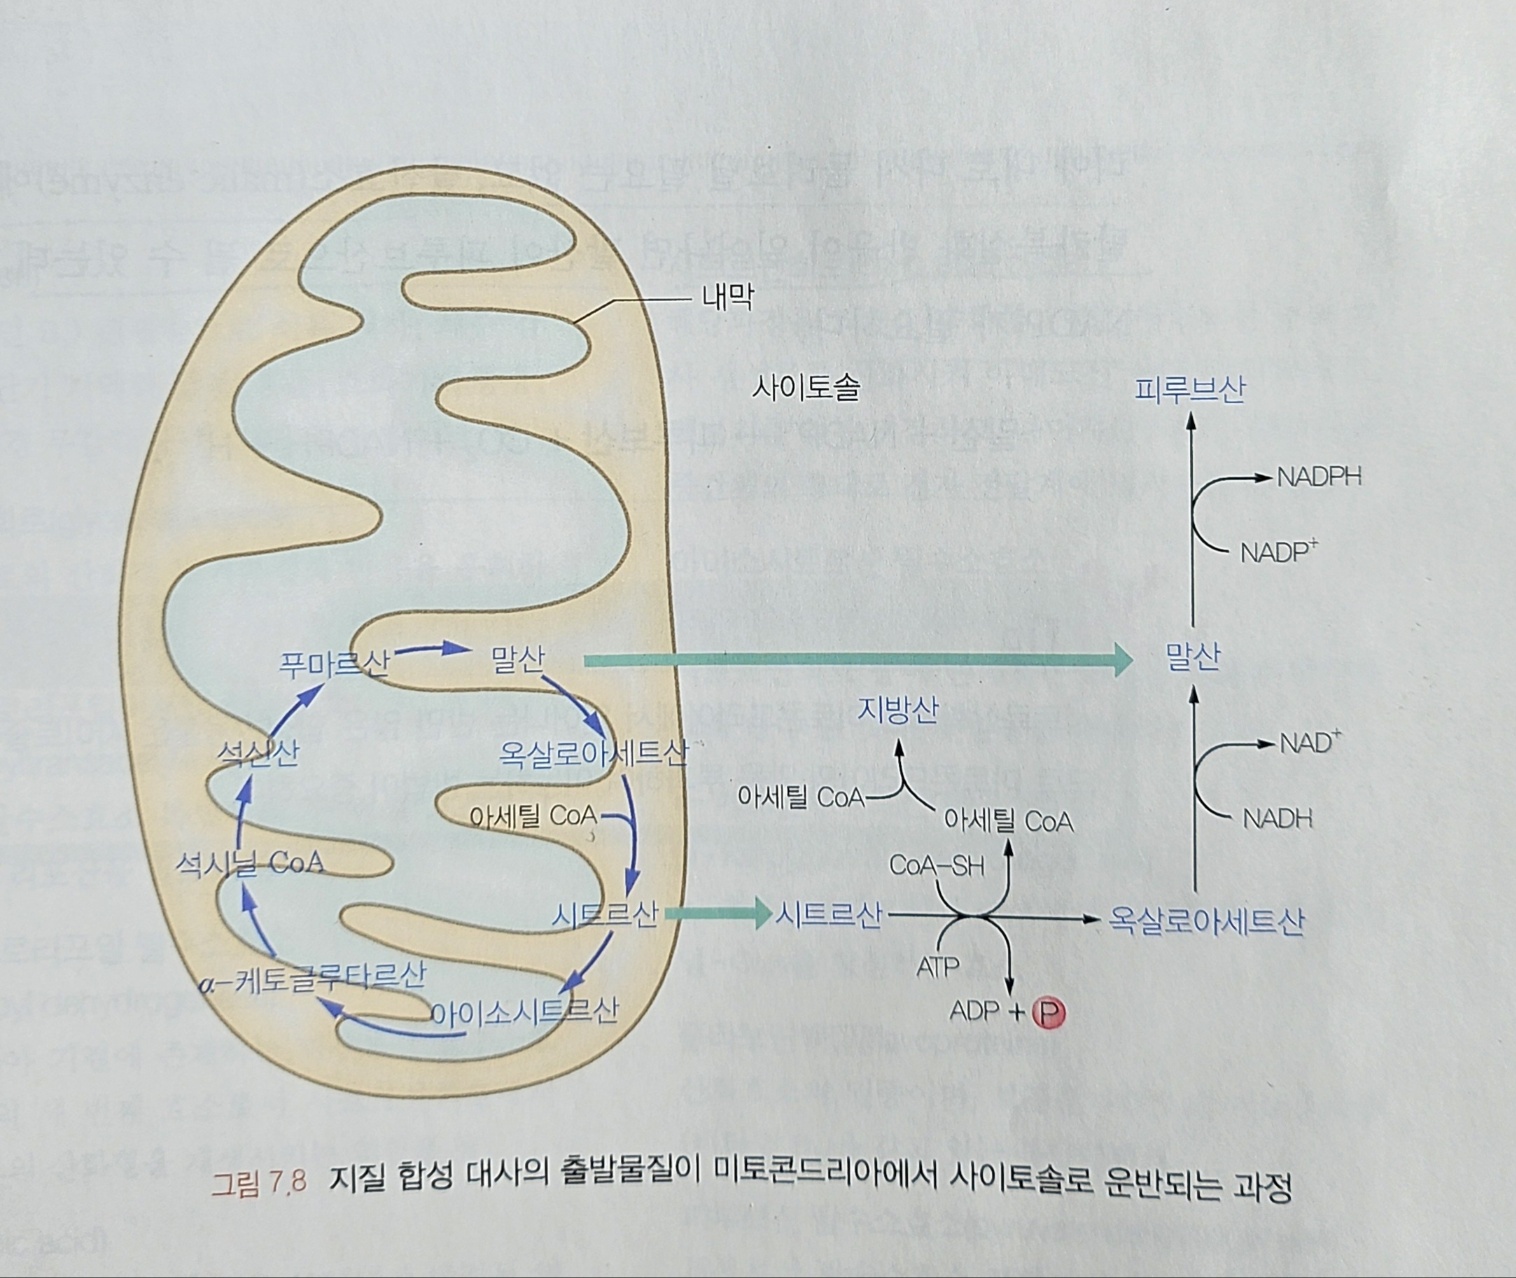 내막
사이토솔
피루브산
NADPH
NADP+
푸마르산
말산
말산
지방산
석신산
옥살로아세트산
NAD+
아세틸 CoA
아세틸 CoA
아세틸 CoA
NADH
석시닐 CoA
CoA-SH
시트르산
시트르산
옥살로아세트산
α-케토글루타르산
ATP
아이소시트르산
ADP + P
그림 7.8 지질 합성 대사의 출발물질이 미토콘드리아에서 사이토솔로 운반되는 과정